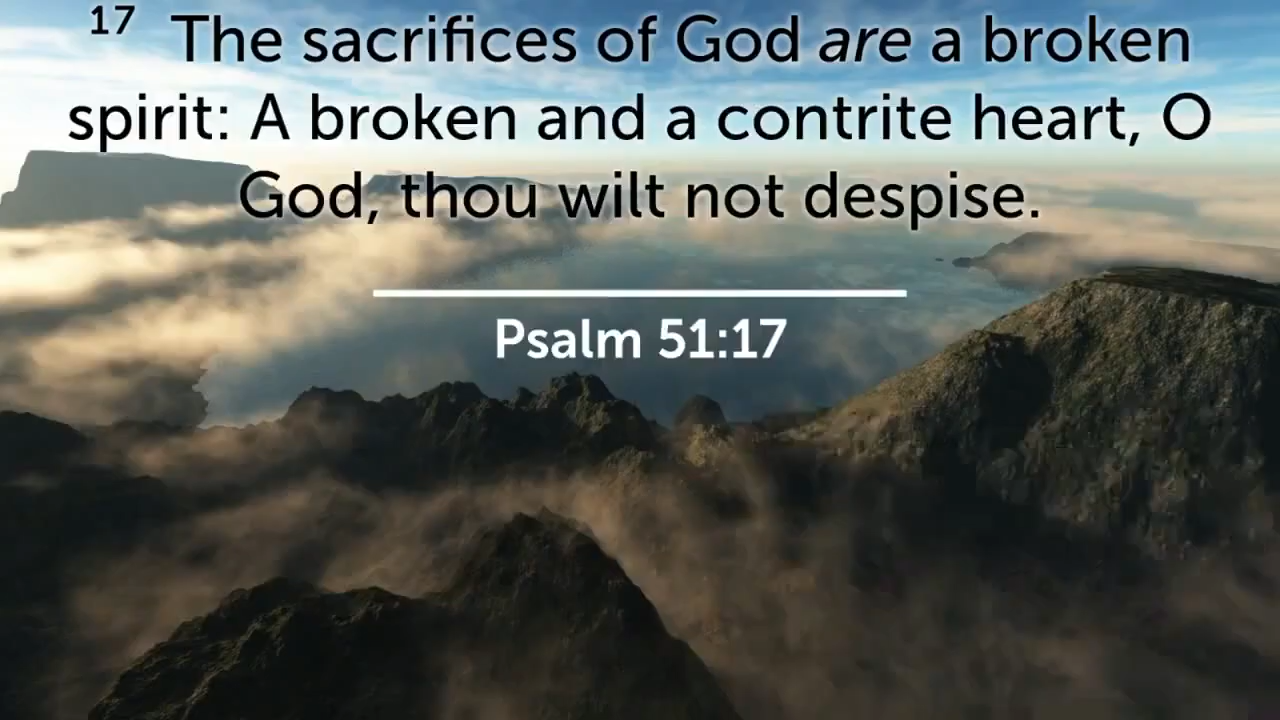 17 The sacrifices of God are a broken
spirit: A broken and a contrite heart, O
God, thou wilt not despise.
Psalm 51:17